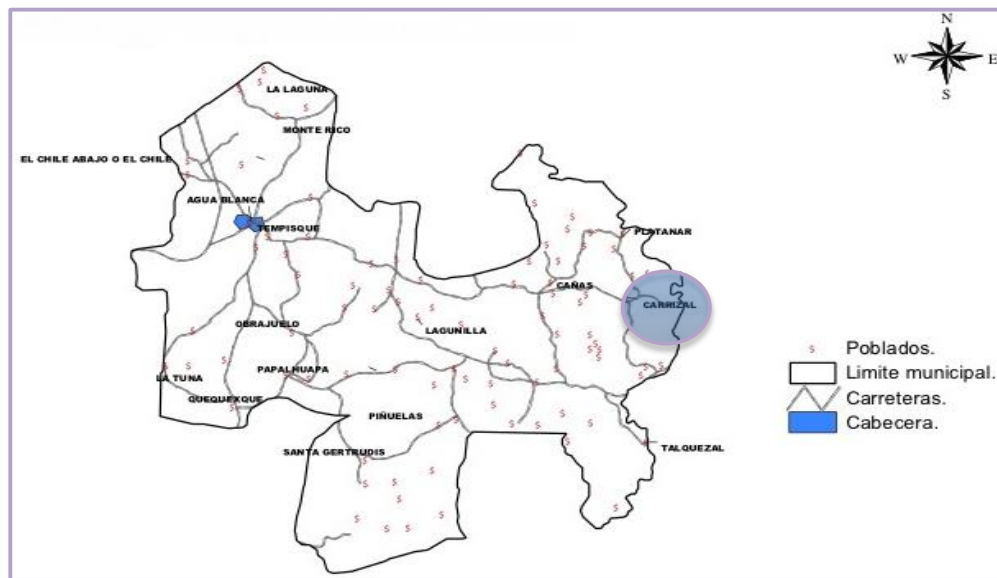 N
W E
S
LA LAGUNA
MONTE RICO
EL CHILE ABAJO O EL CHILE
AGUA BLANCA
TEMPISQUE
PLATANAR
CAÑAS
CARRIZAL
OBRAJUELO
LAGUNILLA
PAPALHUAPA
LA TUNA
QUEQUEXQUE
PIÑUELAS
SANTA GERTRUDIS
TALQUEZAL
Poblados.
Limite municipal.
Carreteras.
Cabecera.